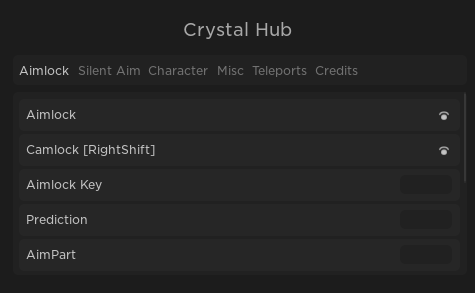 Crystal Hub
Aimlock Silent Aim Character Misc Teleports Credits
Aimlock
Camlock [RightShift]
Aimlock Key
Prediction
AimPart